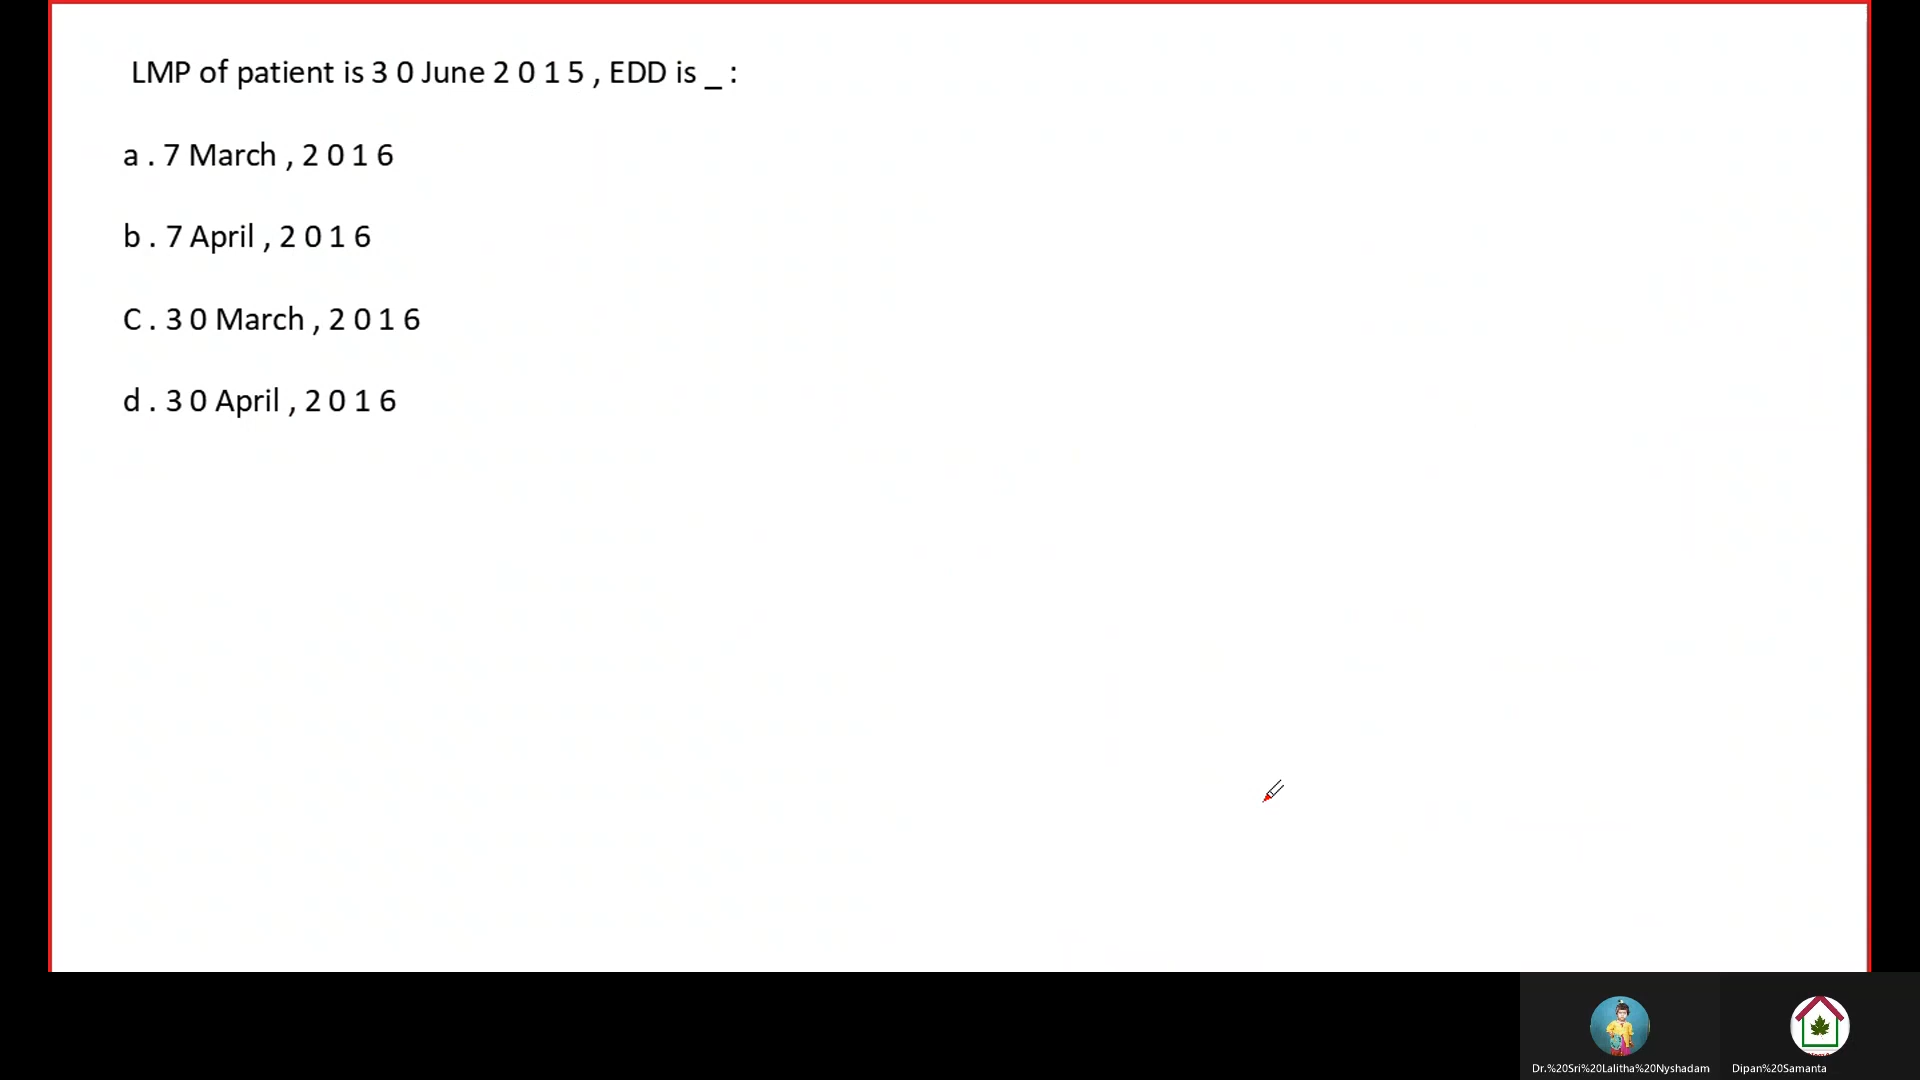 LMP of patient is 3 0 June 2 0 1 5 , EDD is _ :
a . 7 March , 2 0 1 6
b . 7 April , 2 0 1 6
C . 3 0 March , 2 0 1 6
d . 3 0 April , 2 0 1 6
Dr.%20Sri%20Lalitha%20Nyshadam
Dipan%20Samanta